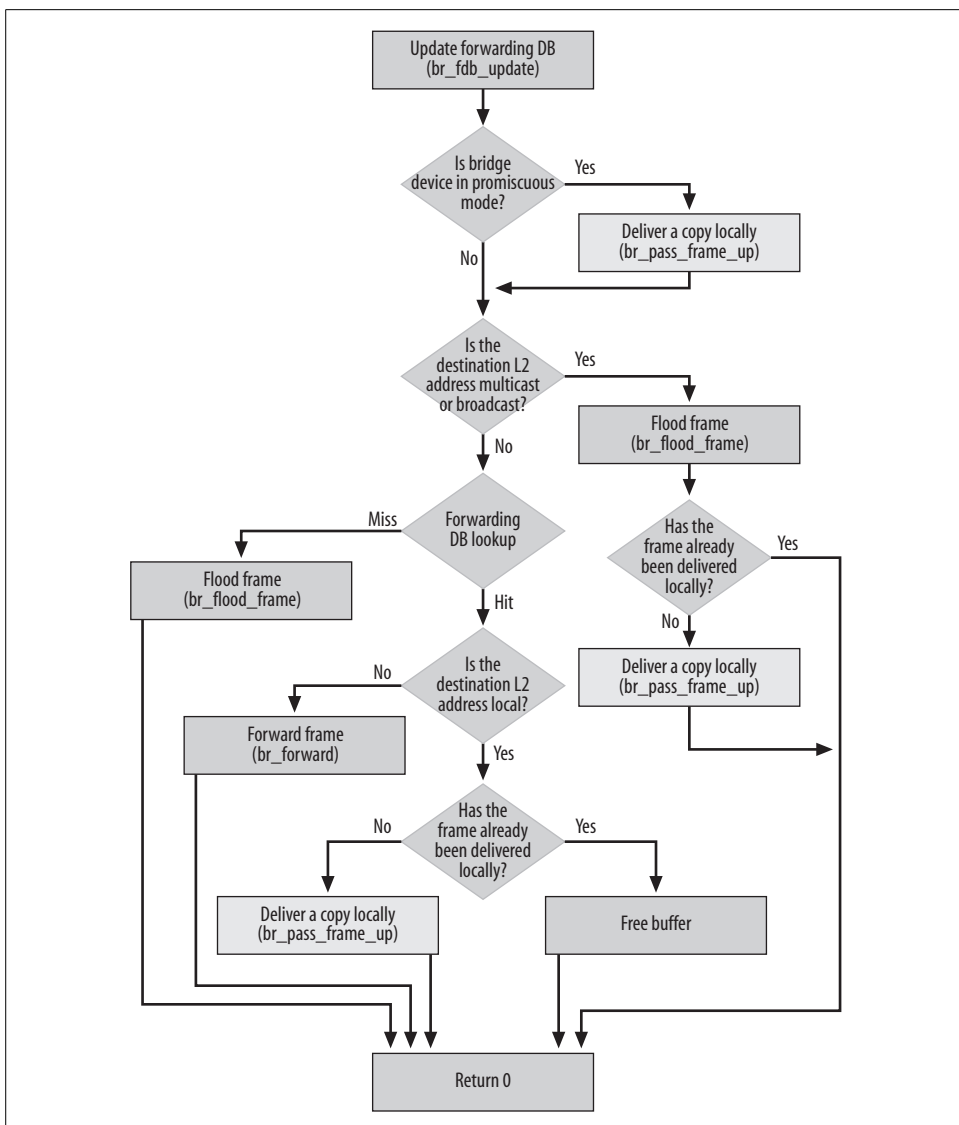 Update forwarding DB
(br_fdb_update)
Is bridge
device in promiscuous
mode?
Yes
Deliver a copy locally
(br_pass_frame_up)
No
Is the
destination L2
address multicast
or broadcast?
Yes
Flood frame
(br_flood_frame)
No
Miss
Forwarding
DB lookup
Has the
frame already
been delivered
locally?
Yes
Flood frame
(br_flood_frame)
Hit
No
Deliver a copy locally
(br_pass_frame_up)
No
Is the
destination L2
address local?
Forward frame
(br_forward)
Yes
No
Has the
frame already
been delivered
locally?
Yes
Deliver a copy locally
(br_pass_frame_up)
Free buffer
Return 0